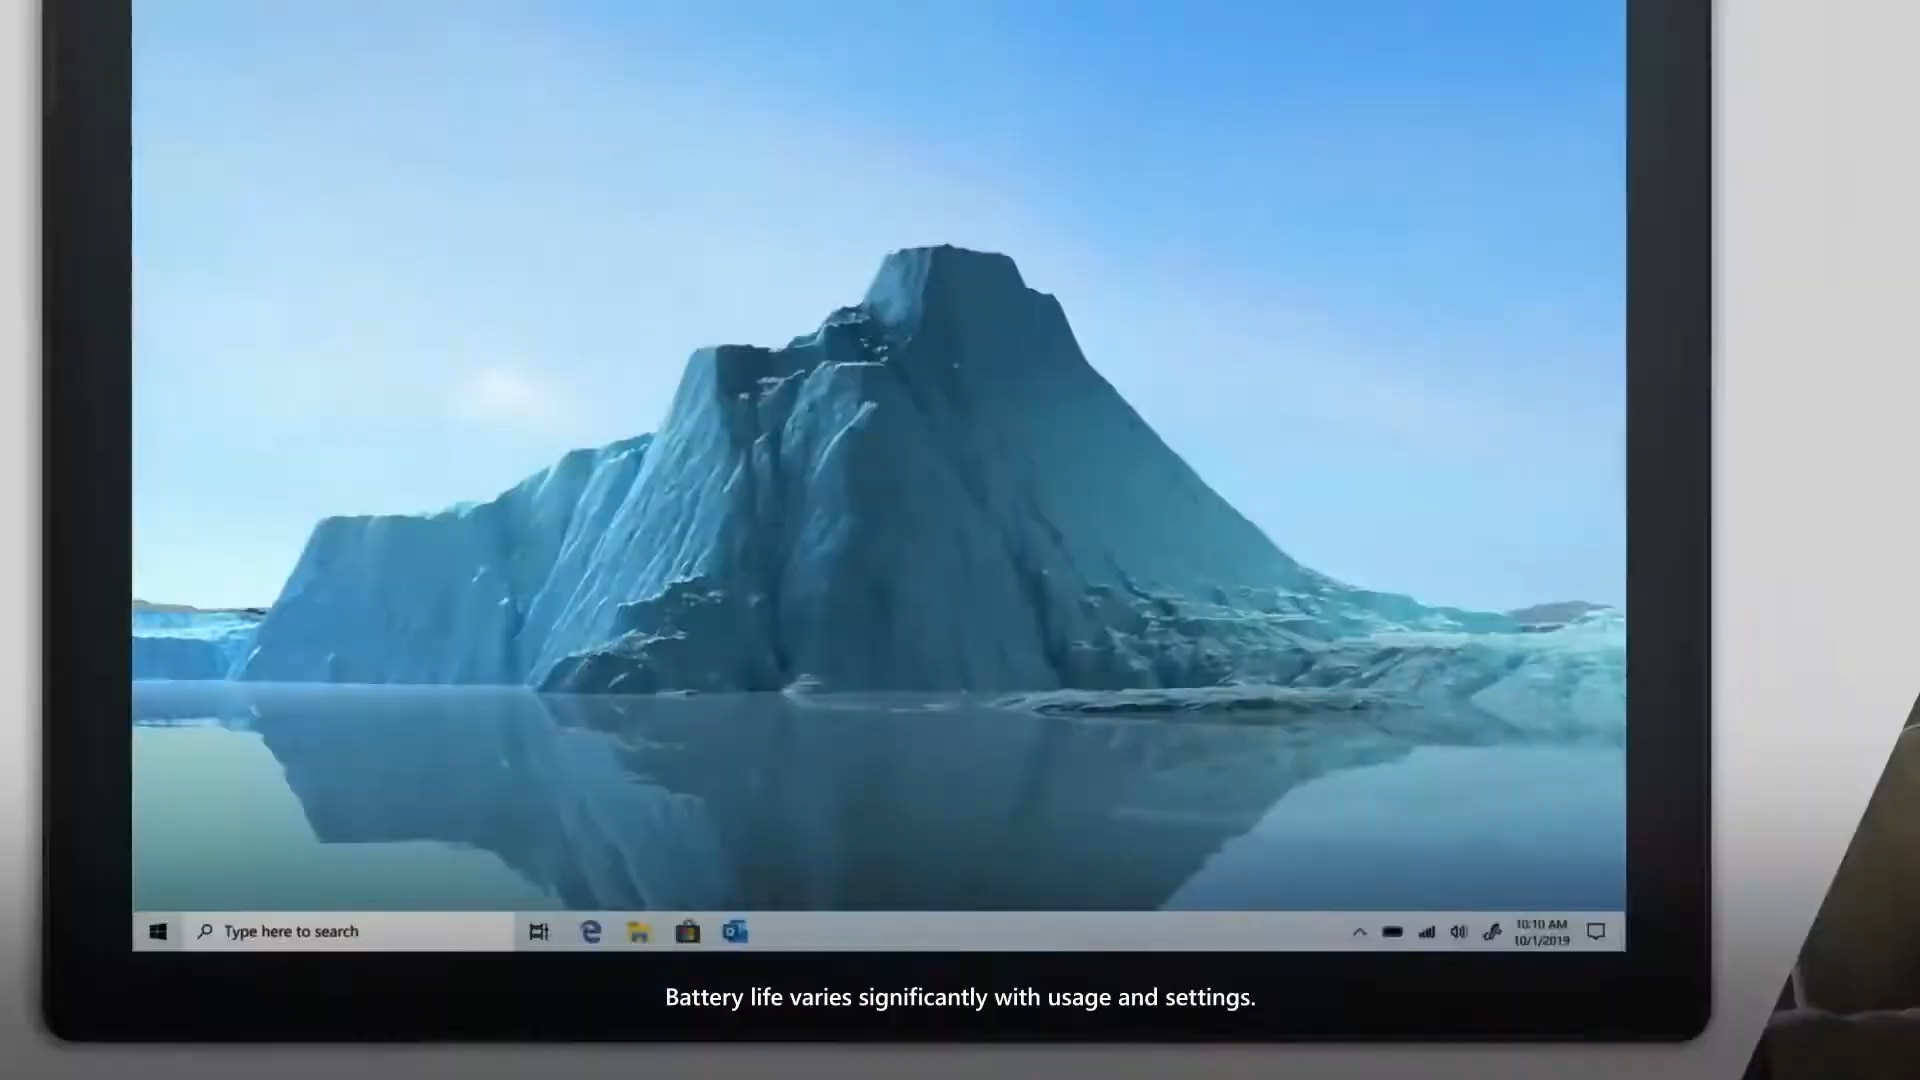 Type here to search
10:10 AM
10/1/2019
Battery life varies significantly with usage and settings.